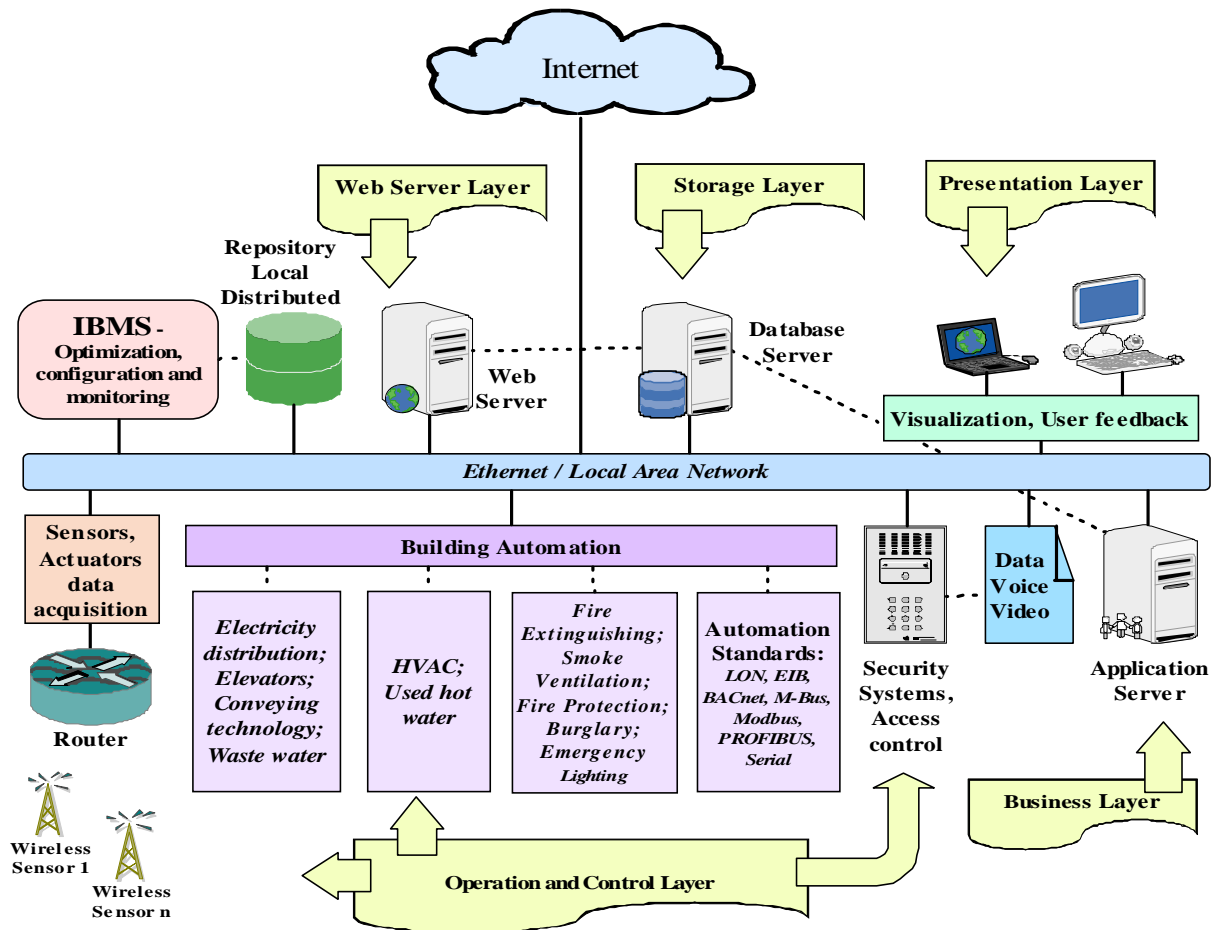 Internet
Web Server Layer
Storage Layer
Presentation Layer
Repository
Local
Distributed
IBMS -
Optimization,
configuration and
monitoring
Web
Server
Database
Server
Visualization, User feedback
Ethernet / Local Area Network
Sensors,
Actuators
data
acquisition
Router
Wireless
Sensor 1
Wireless
Sensor n
Building Automation
Electricity
distribution;
Elevators;
Conveying
technology;
Waste water
HVAC;
Used hot
water
Fire
Extinguishing;
Smoke
Ventilation;
Fire Protection;
Burglary;
Emergency
Lighting
Automation
Standards:
LON, EIB,
BACnet, M-Bus,
Modbus,
PROFIBUS,
Serial
Security
Systems,
Access
control
Data
Voice
Video
Application
Server
Business Layer
Operation and Control Layer